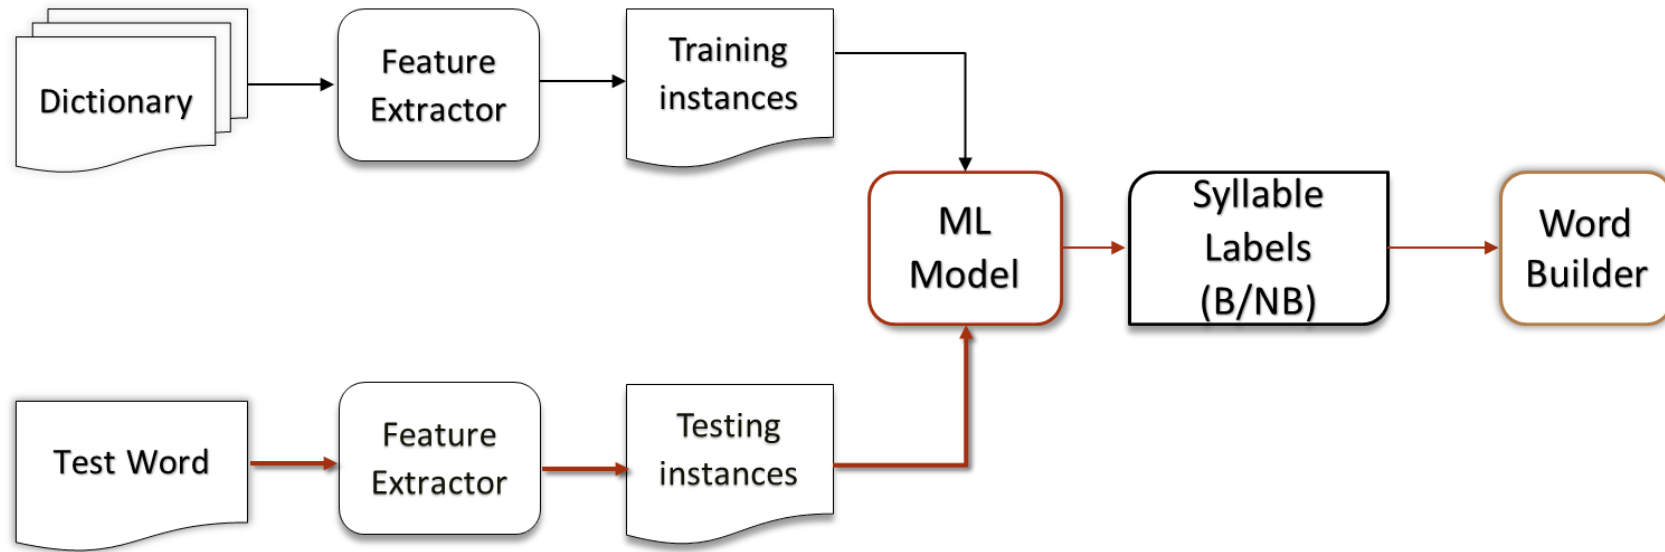 Dictionary
Feature
Extractor
Training
instances
ML
Model
Syllable
Labels
(B/NB)
Word
Builder
Test Word
Feature
Extractor
Testing
instances